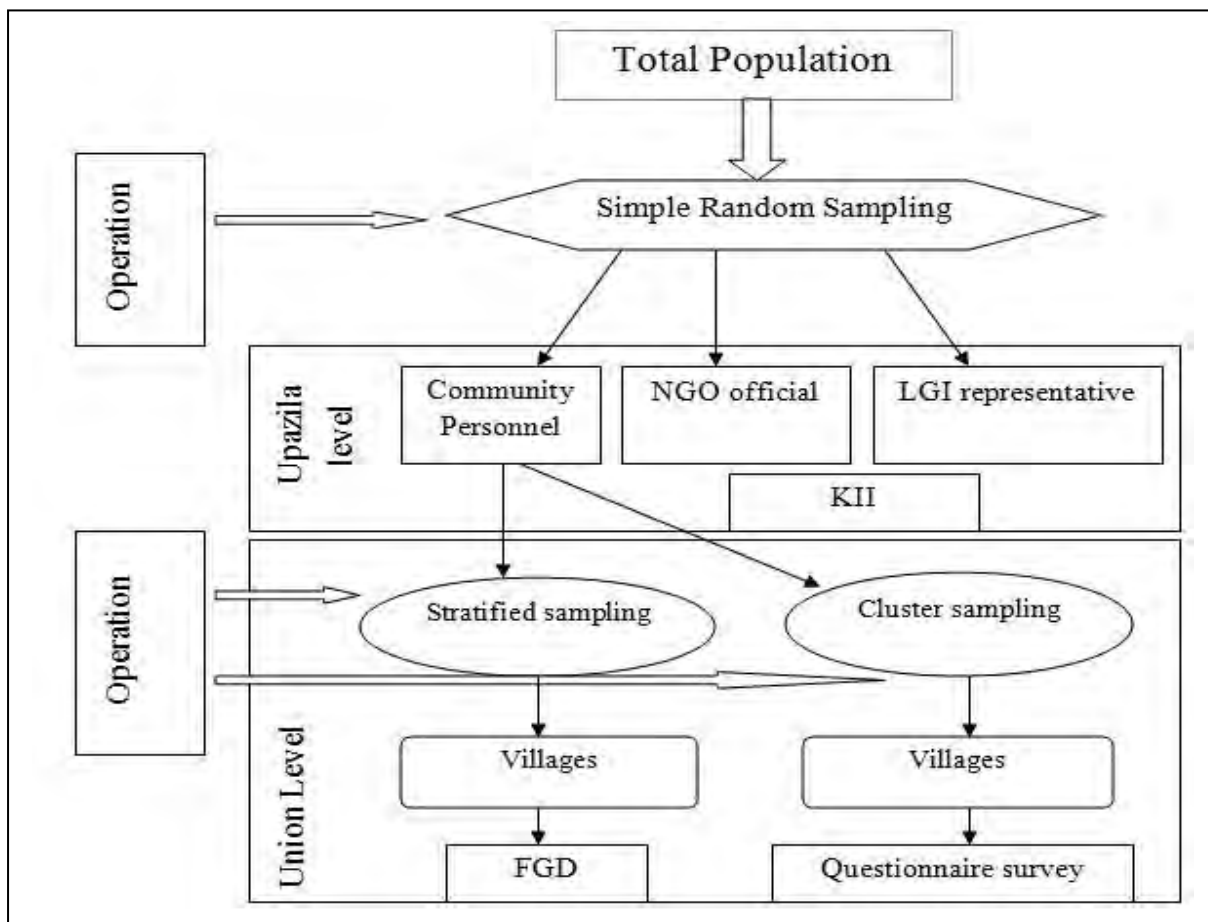 Total Population
Operation
Simple Random Sampling
Upazila
level
Community
Personnel
NGO official
LGI representative
KII
Operation
Union Level
Stratified sampling
Cluster sampling
Villages
Villages
FGD
Questionnaire survey